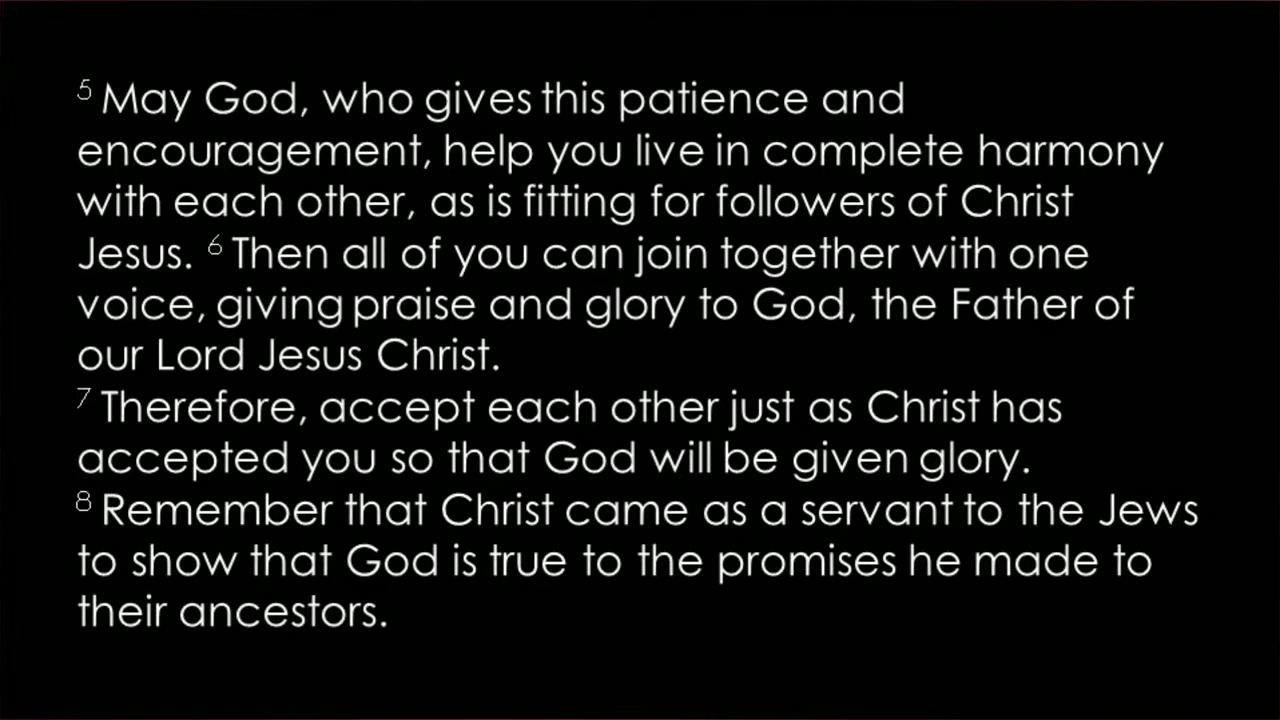 5 May God, who gives this patience and
encouragement, help you live in complete harmony
with each other, as is fitting for followers of Christ
Jesus. 6 Then all of you can join together with one
voice, giving praise and glory to God, the Father of
our Lord Jesus Christ.
7 Therefore, accept each other just as Christ has
accepted you so that God will be given glory.
8 Remember that Christ came as a servant to the Jews
to show that God is true to the promises he made to
their ancestors.